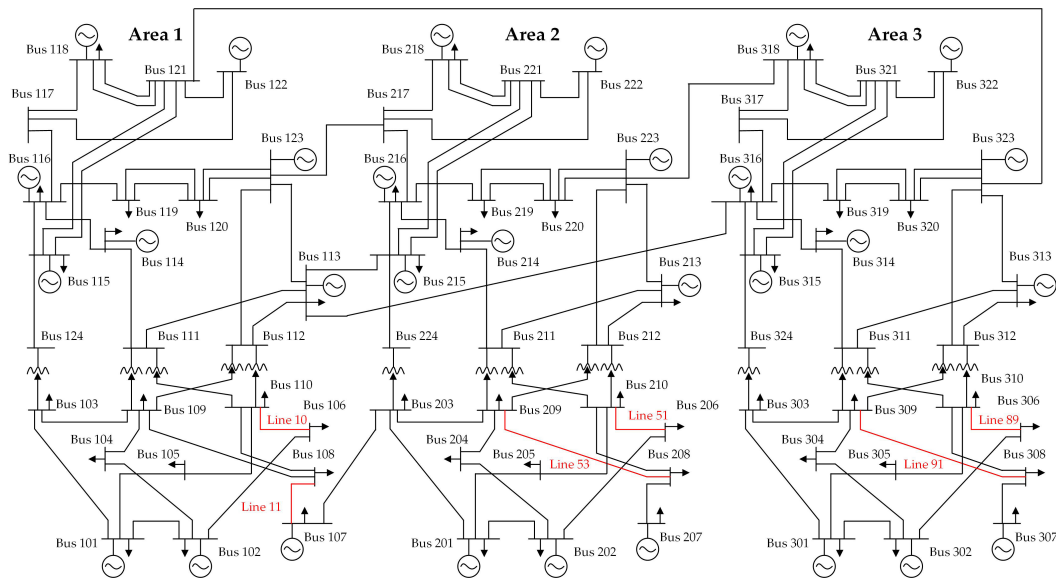 Area 1
Area 2
Area 3
Bus 118
Bus 121
Bus 122
Bus 117
Bus 123
Bus 116
Bus 119
Bus 120
Bus 114
Bus 115
Bus 113
Bus 124
Bus 111
Bus 112
Bus 110
Bus 103
Bus 109
Bus 106
Line 10
Bus 104
Bus 105
Bus 108
Line 11
Bus 101
Bus 102
Bus 107
Bus 218
Bus 221
Bus 222
Bus 217
Bus 223
Bus 216
Bus 219
Bus 220
Bus 214
Bus 215
Bus 213
Bus 224
Bus 211
Bus 212
Bus 210
Bus 203
Bus 209
Bus 206
Line 51
Bus 204
Bus 205
Line 53
Bus 208
Bus 201
Bus 202
Bus 207
Bus 318
Bus 321
Bus 322
Bus 317
Bus 323
Bus 316
Bus 319
Bus 320
Bus 314
Bus 315
Bus 313
Bus 324
Bus 311
Bus 312
Bus 310
Bus 303
Bus 309
Bus 306
Line 89
Bus 304
Bus 305
Line 91
Bus 308
Bus 301
Bus 302
Bus 307